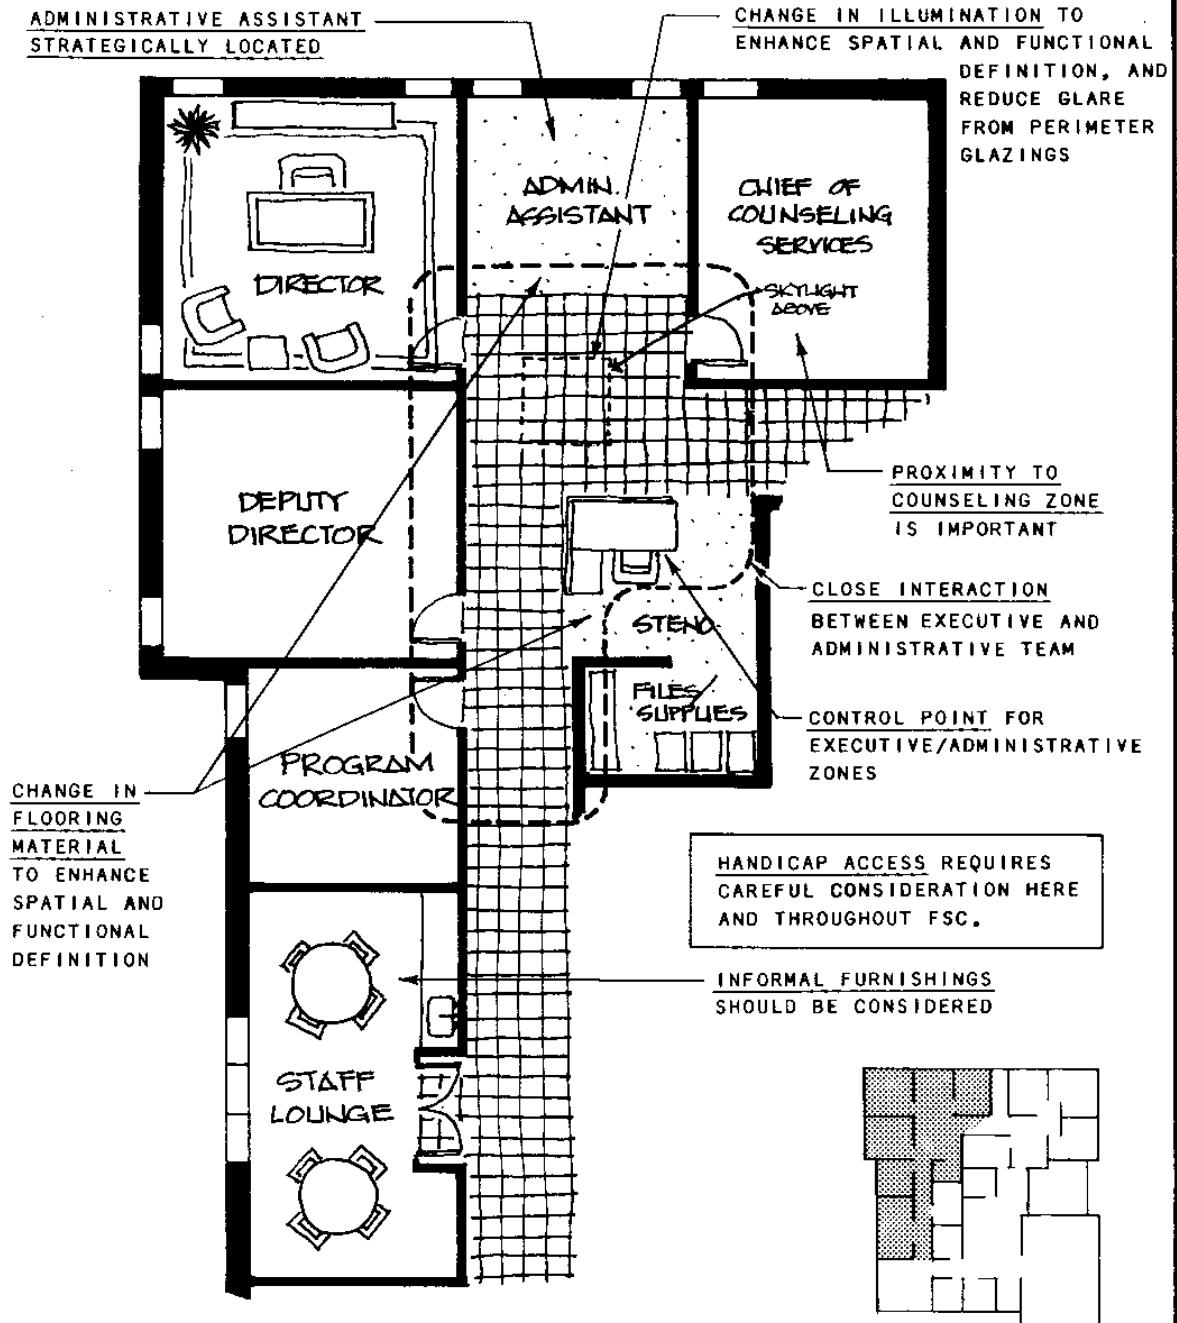 ADMINISTRATIVE ASSISTANT
STRATEGICALLY LOCATED
CHANGE IN ILLUMINATION TO
ENHANCE SPATIAL AND FUNCTIONAL
DEFINITION, AND
REDUCE GLARE
FROM PERIMETER
GLAZINGS
ADMIN.
ASSISTANT
CHIEF OF
COUNSELING
SERVICES
DIRECTOR
SKYLIGHT
ABOVE
DEPUTY
DIRECTOR
PROXIMITY TO
COUNSELING ZONE
IS IMPORTANT
CLOSE INTERACTION
BETWEEN EXECUTIVE AND
ADMINISTRATIVE TEAM
STENO
FILES
SUPPLIES
CONTROL POINT FOR
EXECUTIVE/ADMINISTRATIVE
ZONES
PROGRAM
COORDINATOR
CHANGE IN
FLOORING
MATERIAL
TO ENHANCE
SPATIAL AND
FUNCTIONAL
DEFINITION
HANDICAP ACCESS REQUIRES
CAREFUL CONSIDERATION HERE
AND THROUGHOUT FSC.
INFORMAL FURNISHINGS
SHOULD BE CONSIDERED
STAFF
LOUNGE